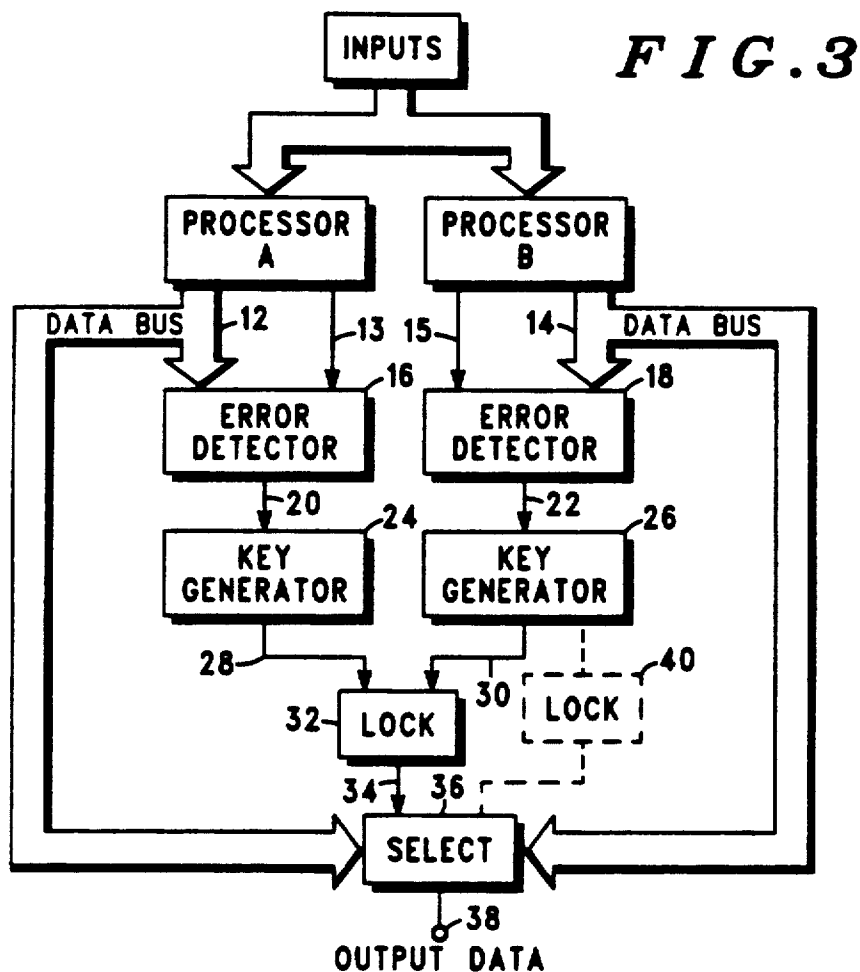 INPUTS
FIG.3
PROCESSOR
A
PROCESSOR
B
DATA BUS
12
13
15
14
DATA BUS
16
18
ERROR
DETECTOR
ERROR
DETECTOR
20
22
24
26
KEY
GENERATOR
KEY
GENERATOR
28
30
40
32
LOCK
LOCK
34
36
SELECT
38
OUTPUT DATA